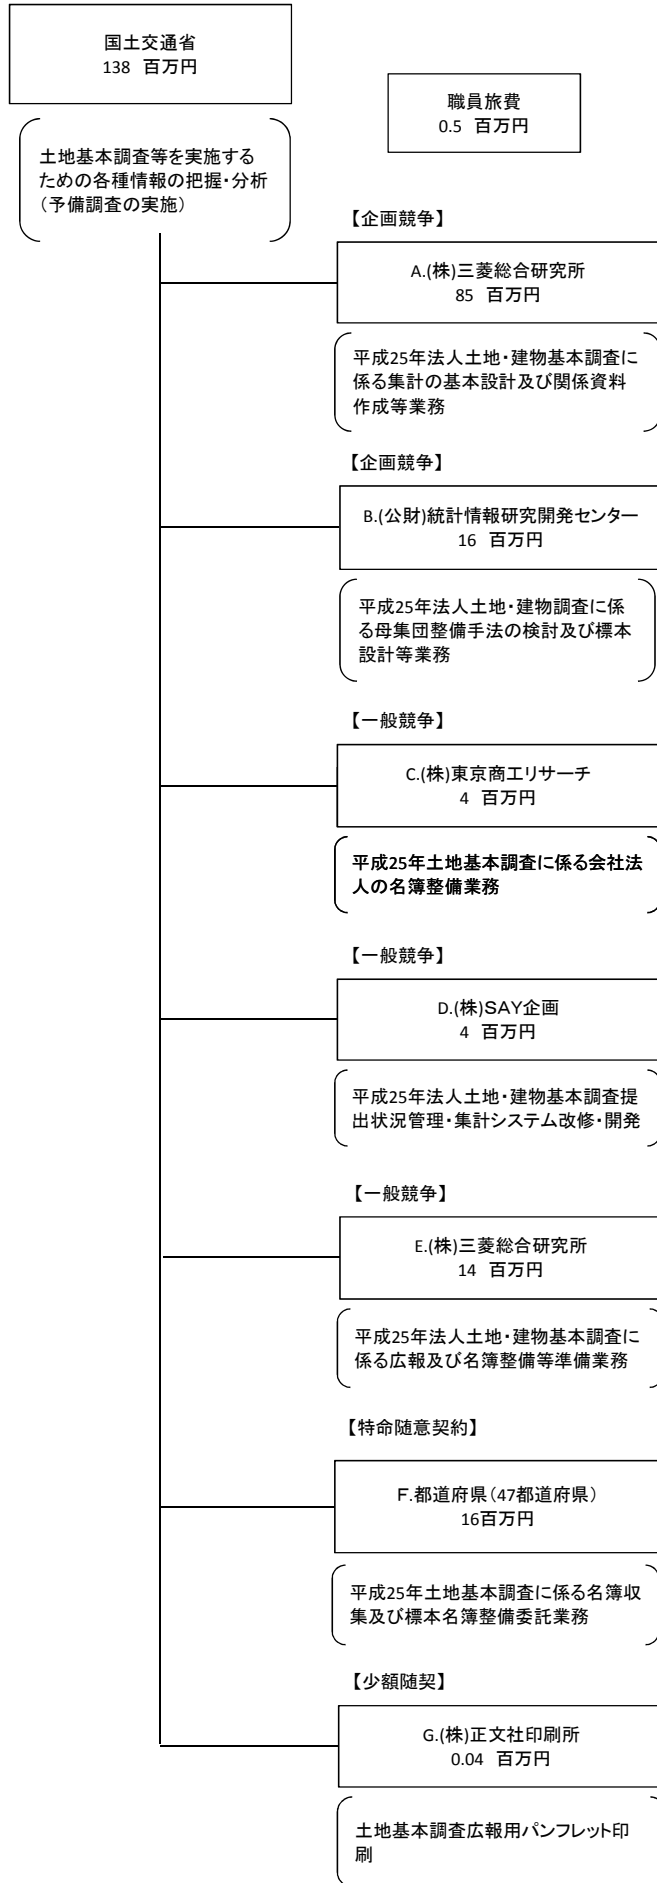 国土交通省
138 百万円
職員旅費
0.5 百万円
土地基本調査等を実施する
ための各種情報の把握・分析
（予備調査の実施）
【企画競争】
A.(株)三菱総合研究所
85 百万円
平成25年法人土地・建物基本調査に
係る集計の基本設計及び関係資料
作成等業務
【企画競争】
B.(公財)統計情報研究開発センター
16 百万円
平成25年法人土地・建物調査に係
る母集団整備手法の検討及び標本
設計等業務
【一般競争】
C.(株)東京商工リサーチ
4 百万円
平成25年土地基本調査に係る会社法
人の名簿整備業務
【一般競争】
D.(株)SAY企画
4 百万円
平成25年法人土地・建物基本調査提
出状況管理・集計システム改修・開発
【一般競争】
E.(株)三菱総合研究所
14 百万円
平成25年法人土地・建物基本調査に
係る広報及び名簿整備等準備業務
【特命随意契約】
F.都道府県（47都道府県）
16百万円
平成25年土地基本調査に係る名簿収
集及び標本名簿整備委託業務
【少額随契】
G.(株)正文社印刷所
0.04 百万円
土地基本調査広報用パンフレット印
刷